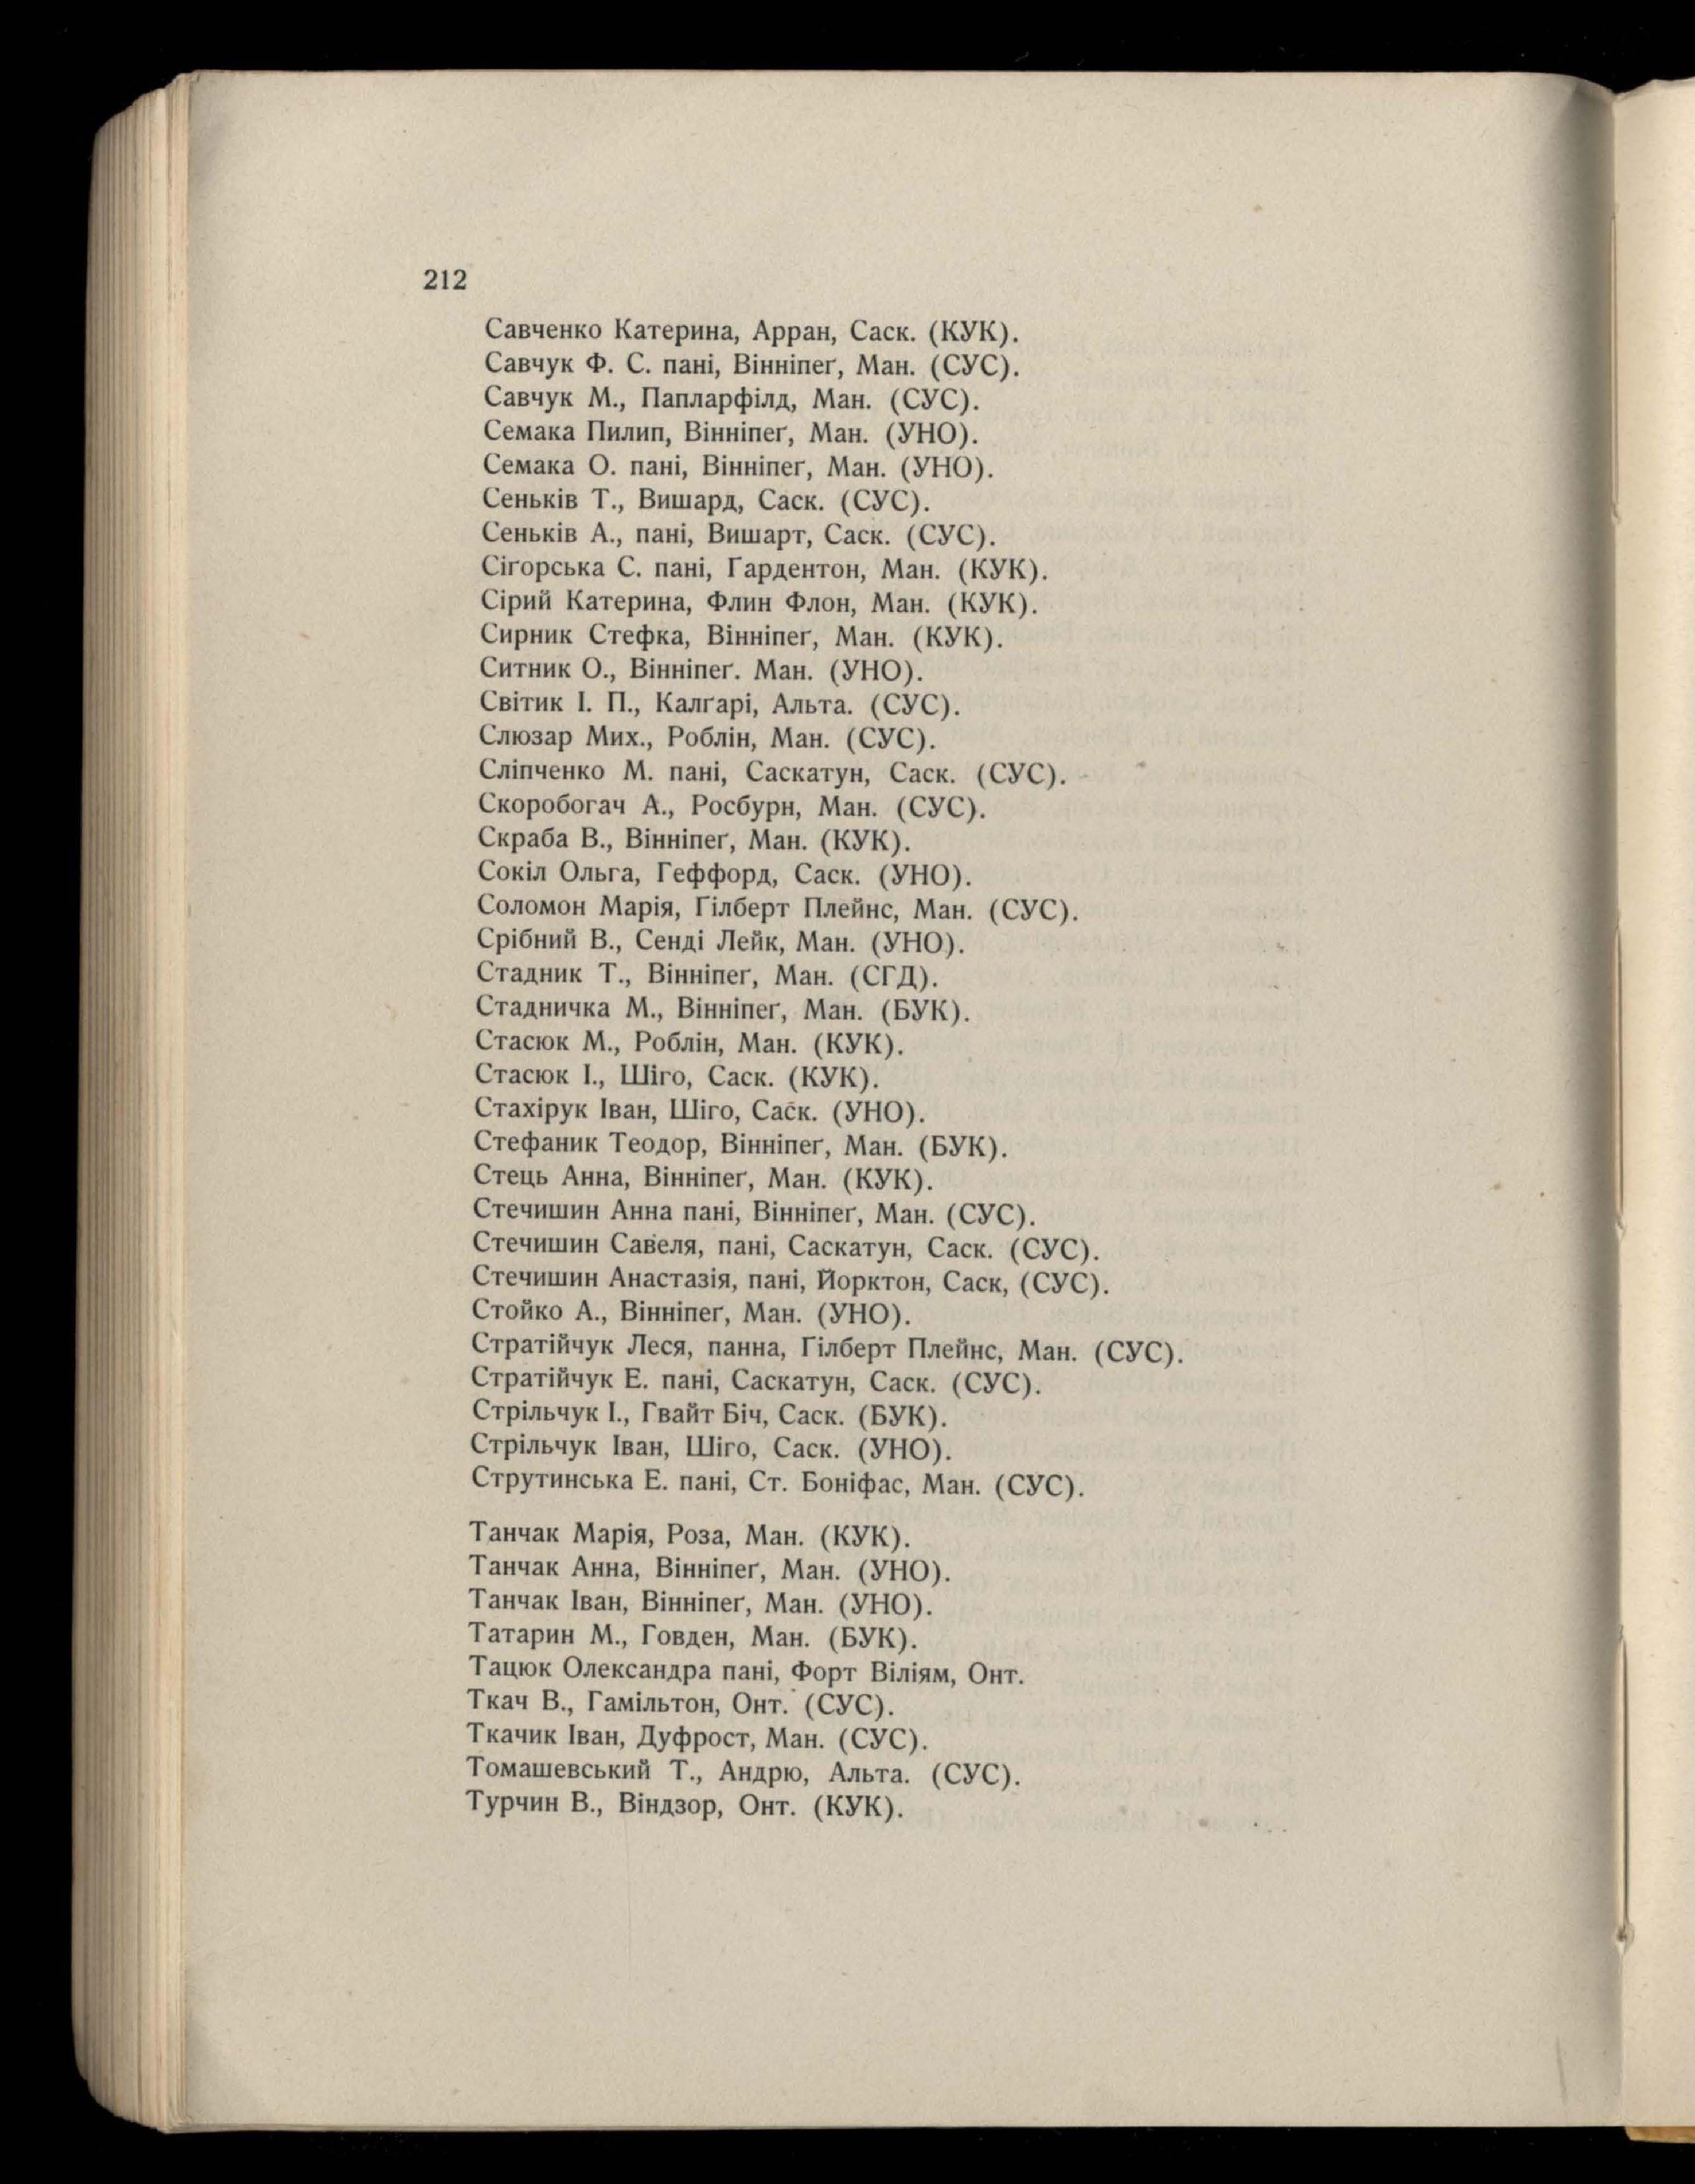 212
Савченко Катерина, Арран, Саск. (КУК).
Савчук Ф. С. пані, Вінніпеґ, Ман. (СУС).
Савчук М., Папларфілд, Ман. (СУС).
Семака Пилип, Вінніпеґ, Ман. (УНО).
Семака О. пані, Вінніпеґ, Ман. (УНО).
Сеньків Т., Вишард, Саск. (СУС).
Сеньків А., пані, Вишарт, Саск. (СУС).
Сіґорська С. пані, Ґардентон, Ман. (КУК).
Сірий Катерина, Флин Флон, Ман. (КУК).
Сирник Стефка, Вінніпеґ, Ман. (КУК).
Ситник О., Вінніпеґ. Ман. (УНО).
Світик І. П., Калґарі, Альта. (СУС).
Слюзар Мих., Роблін, Ман. (СУС).
Сліпченко М. пані, Саскатун, Саск. (СУС).
Скоробогач А., Росбурн, Ман. (СУС).
Скраба В., Вінніпеґ, Ман. (КУК).
Сокіл Ольга, Геффорд, Саск. (УНО).
Соломон Марія, Ґілберт Плейнс, Ман. (СУС).
Срібний В., Сенді Лейк, Ман. (УНО).
Стадник Т., Вінніпеґ, Ман. (СГД).
Стадничка М., Вінніпеґ, Ман. (БУК).
Стасюк М., Роблін, Ман. (КУК).
Стасюк І., Шіго, Саск. (КУК).
Стахірук Іван, Шіго, Саск. (УНО).
Стефаник Теодор, Вінніпеґ, Ман. (БУК).
Стець Анна, Вінніпеґ, Ман. (КУК).
Стечишин Анна пані, Вінніпеґ, Ман. (СУС).
Стечишин Савеля, пані, Саскатун, Саск. (СУС).
Стечишин Анастазія, пані, Йорктон, Саск, (СУС).
Стойко А., Вінніпеґ, Ман. (УНО).
Стратійчук Леся, панна, Ґілберт Плейнс, Ман. (СУС).
Стратійчук Е. пані, Саскатун, Саск. (СУС).
Стрільчук І., Гвайт Біч, Саск. (БУК).
Стрільчук Іван, Шіго, Саск. (УНО).
Струтинська Е. пані, Ст. Боніфас, Ман. (СУС).
Танчак Марія, Роза, Ман. (КУК).
Танчак Анна, Вінніпеґ, Ман. (УНО).
Танчак Іван, Вінніпеґ, Ман. (УНО).
Татарин М., Говден, Ман. (БУК).
Тацюк Олександра пані, Форт Віліям, Онт.
Ткач В., Гамільтон, Онт. (СУС).
Ткачик Іван, Дуфрост, Ман. (СУС).
Томашевський Т., Андрю, Альта. (СУС).
Турчин В., Віндзор, Онт. (КУК).